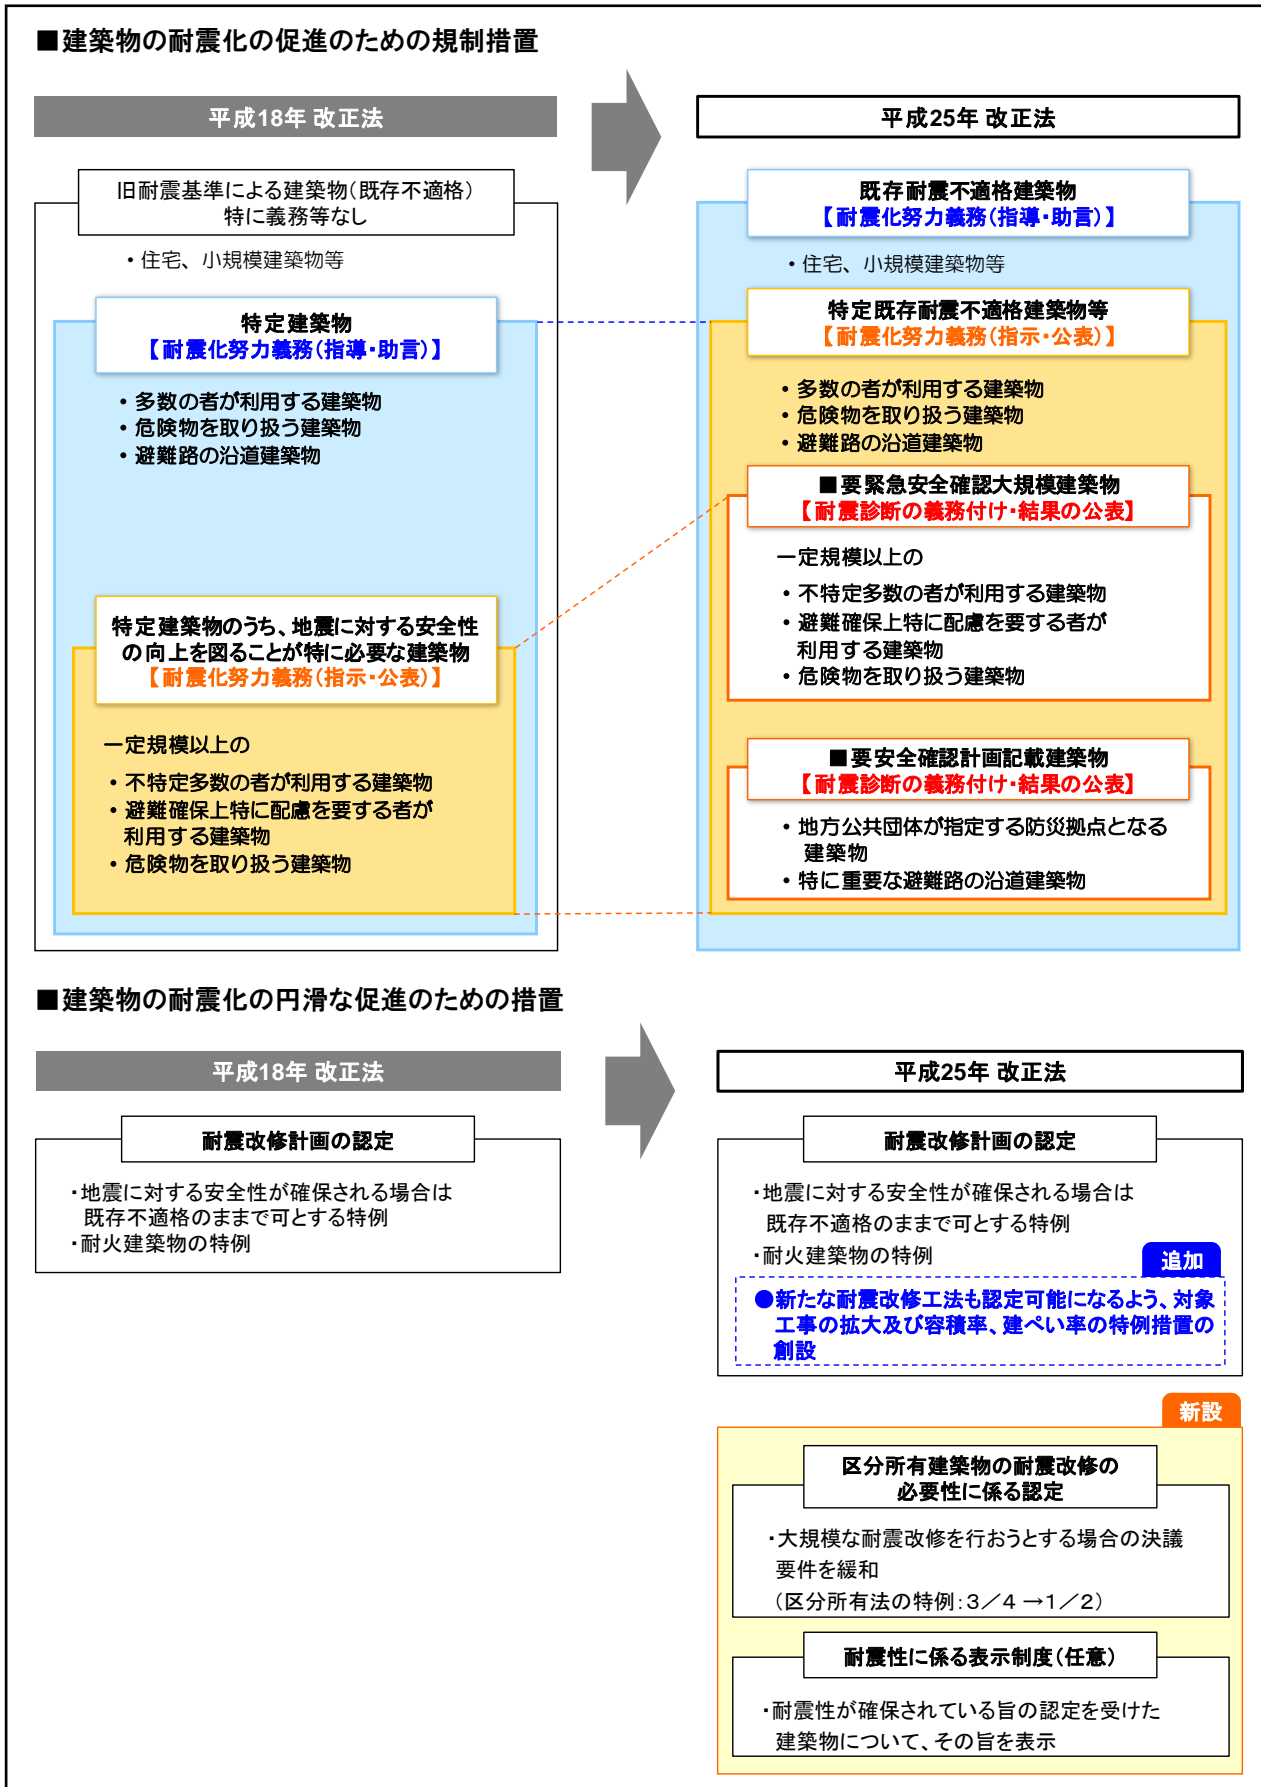 ■建築物の耐震化の促進のための規制措置
平成18年 改正法
旧耐震基準による建築物(既存不適格)
特に義務等なし
・住宅、小規模建築物等
特定建築物
【耐震化努力義務(指導・助言)】
・多数の者が利用する建築物
・危険物を取り扱う建築物
・避難路の沿道建築物
特定建築物のうち、地震に対する安全性
の向上を図ることが特に必要な建築物
【耐震化努力義務(指示・公表)】
一定規模以上の
・不特定多数の者が利用する建築物
・避難確保上特に配慮を要する者が
利用する建築物
・危険物を取り扱う建築物
平成25年 改正法
既存耐震不適格建築物
【耐震化努力義務(指導・助言)】
・住宅、小規模建築物等
特定既存耐震不適格建築物等
【耐震化努力義務(指示・公表)】
・多数の者が利用する建築物
・危険物を取り扱う建築物
・避難路の沿道建築物
■要緊急安全確認大規模建築物
【耐震診断の義務付け・結果の公表】
一定規模以上の
・不特定多数の者が利用する建築物
・避難確保上特に配慮を要する者が
利用する建築物
・危険物を取り扱う建築物
■要安全確認計画記載建築物
【耐震診断の義務付け・結果の公表】
・地方公共団体が指定する防災拠点となる
建築物
・特に重要な避難路の沿道建築物
■建築物の耐震化の円滑な促進のための措置
平成18年 改正法
耐震改修計画の認定
・地震に対する安全性が確保される場合は
既存不適格のままで可とする特例
・耐火建築物の特例
平成25年 改正法
耐震改修計画の認定
・地震に対する安全性が確保される場合は
既存不適格のままで可とする特例
・耐火建築物の特例
追加
●新たな耐震改修工法も認定可能になるよう、対象
工事の拡大及び容積率、建ぺい率の特例措置の
創設
新設
区分所有建築物の耐震改修の
必要性に係る認定
・大規模な耐震改修を行おうとする場合の決議
要件を緩和
(区分所有法の特例:3/4→1/2)
耐震性に係る表示制度(任意)
・耐震性が確保されている旨の認定を受けた
建築物について、その旨を表示